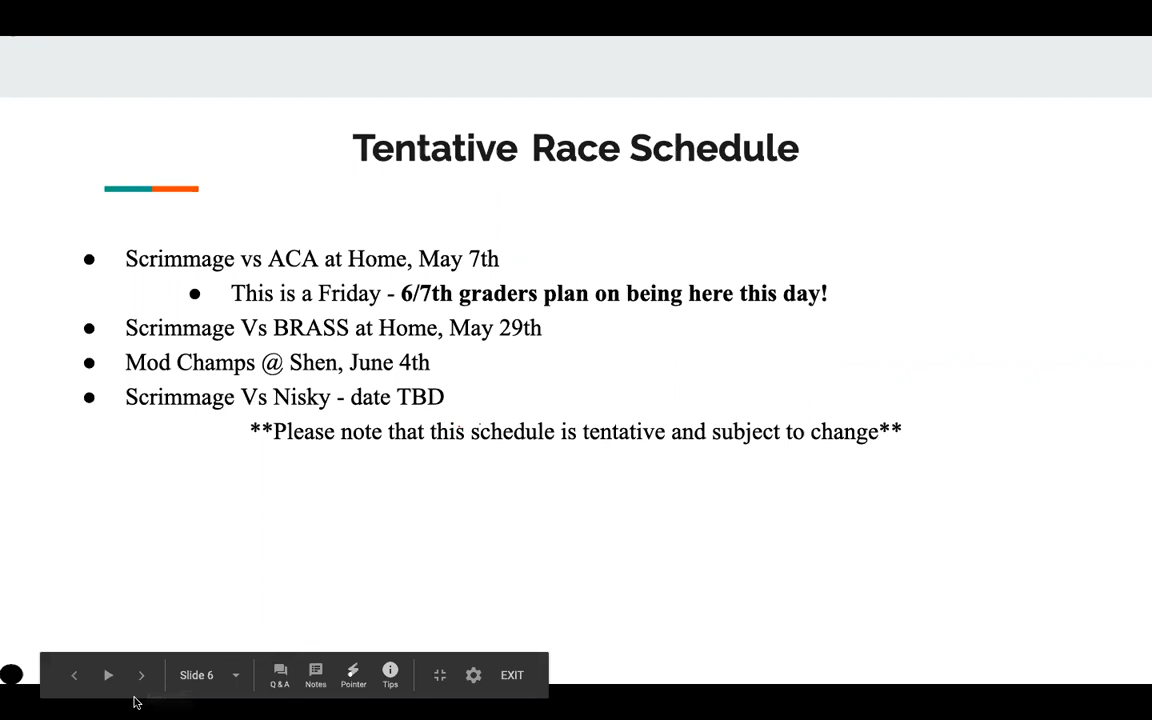 Tentative Race Schedule
● Scrimmage vs ACA at Home, May 7th
● This is a Friday - 6/7th graders plan on being here this day!
● Scrimmage Vs BRASS at Home, May 29th
● Mod Champs @ Shen, June 4th
● Scrimmage Vs Nisky - date TBD
**Please note that this schedule is tentative and subject to change**
Slide 6
Q & A Notes Pointer Tips
EXIT